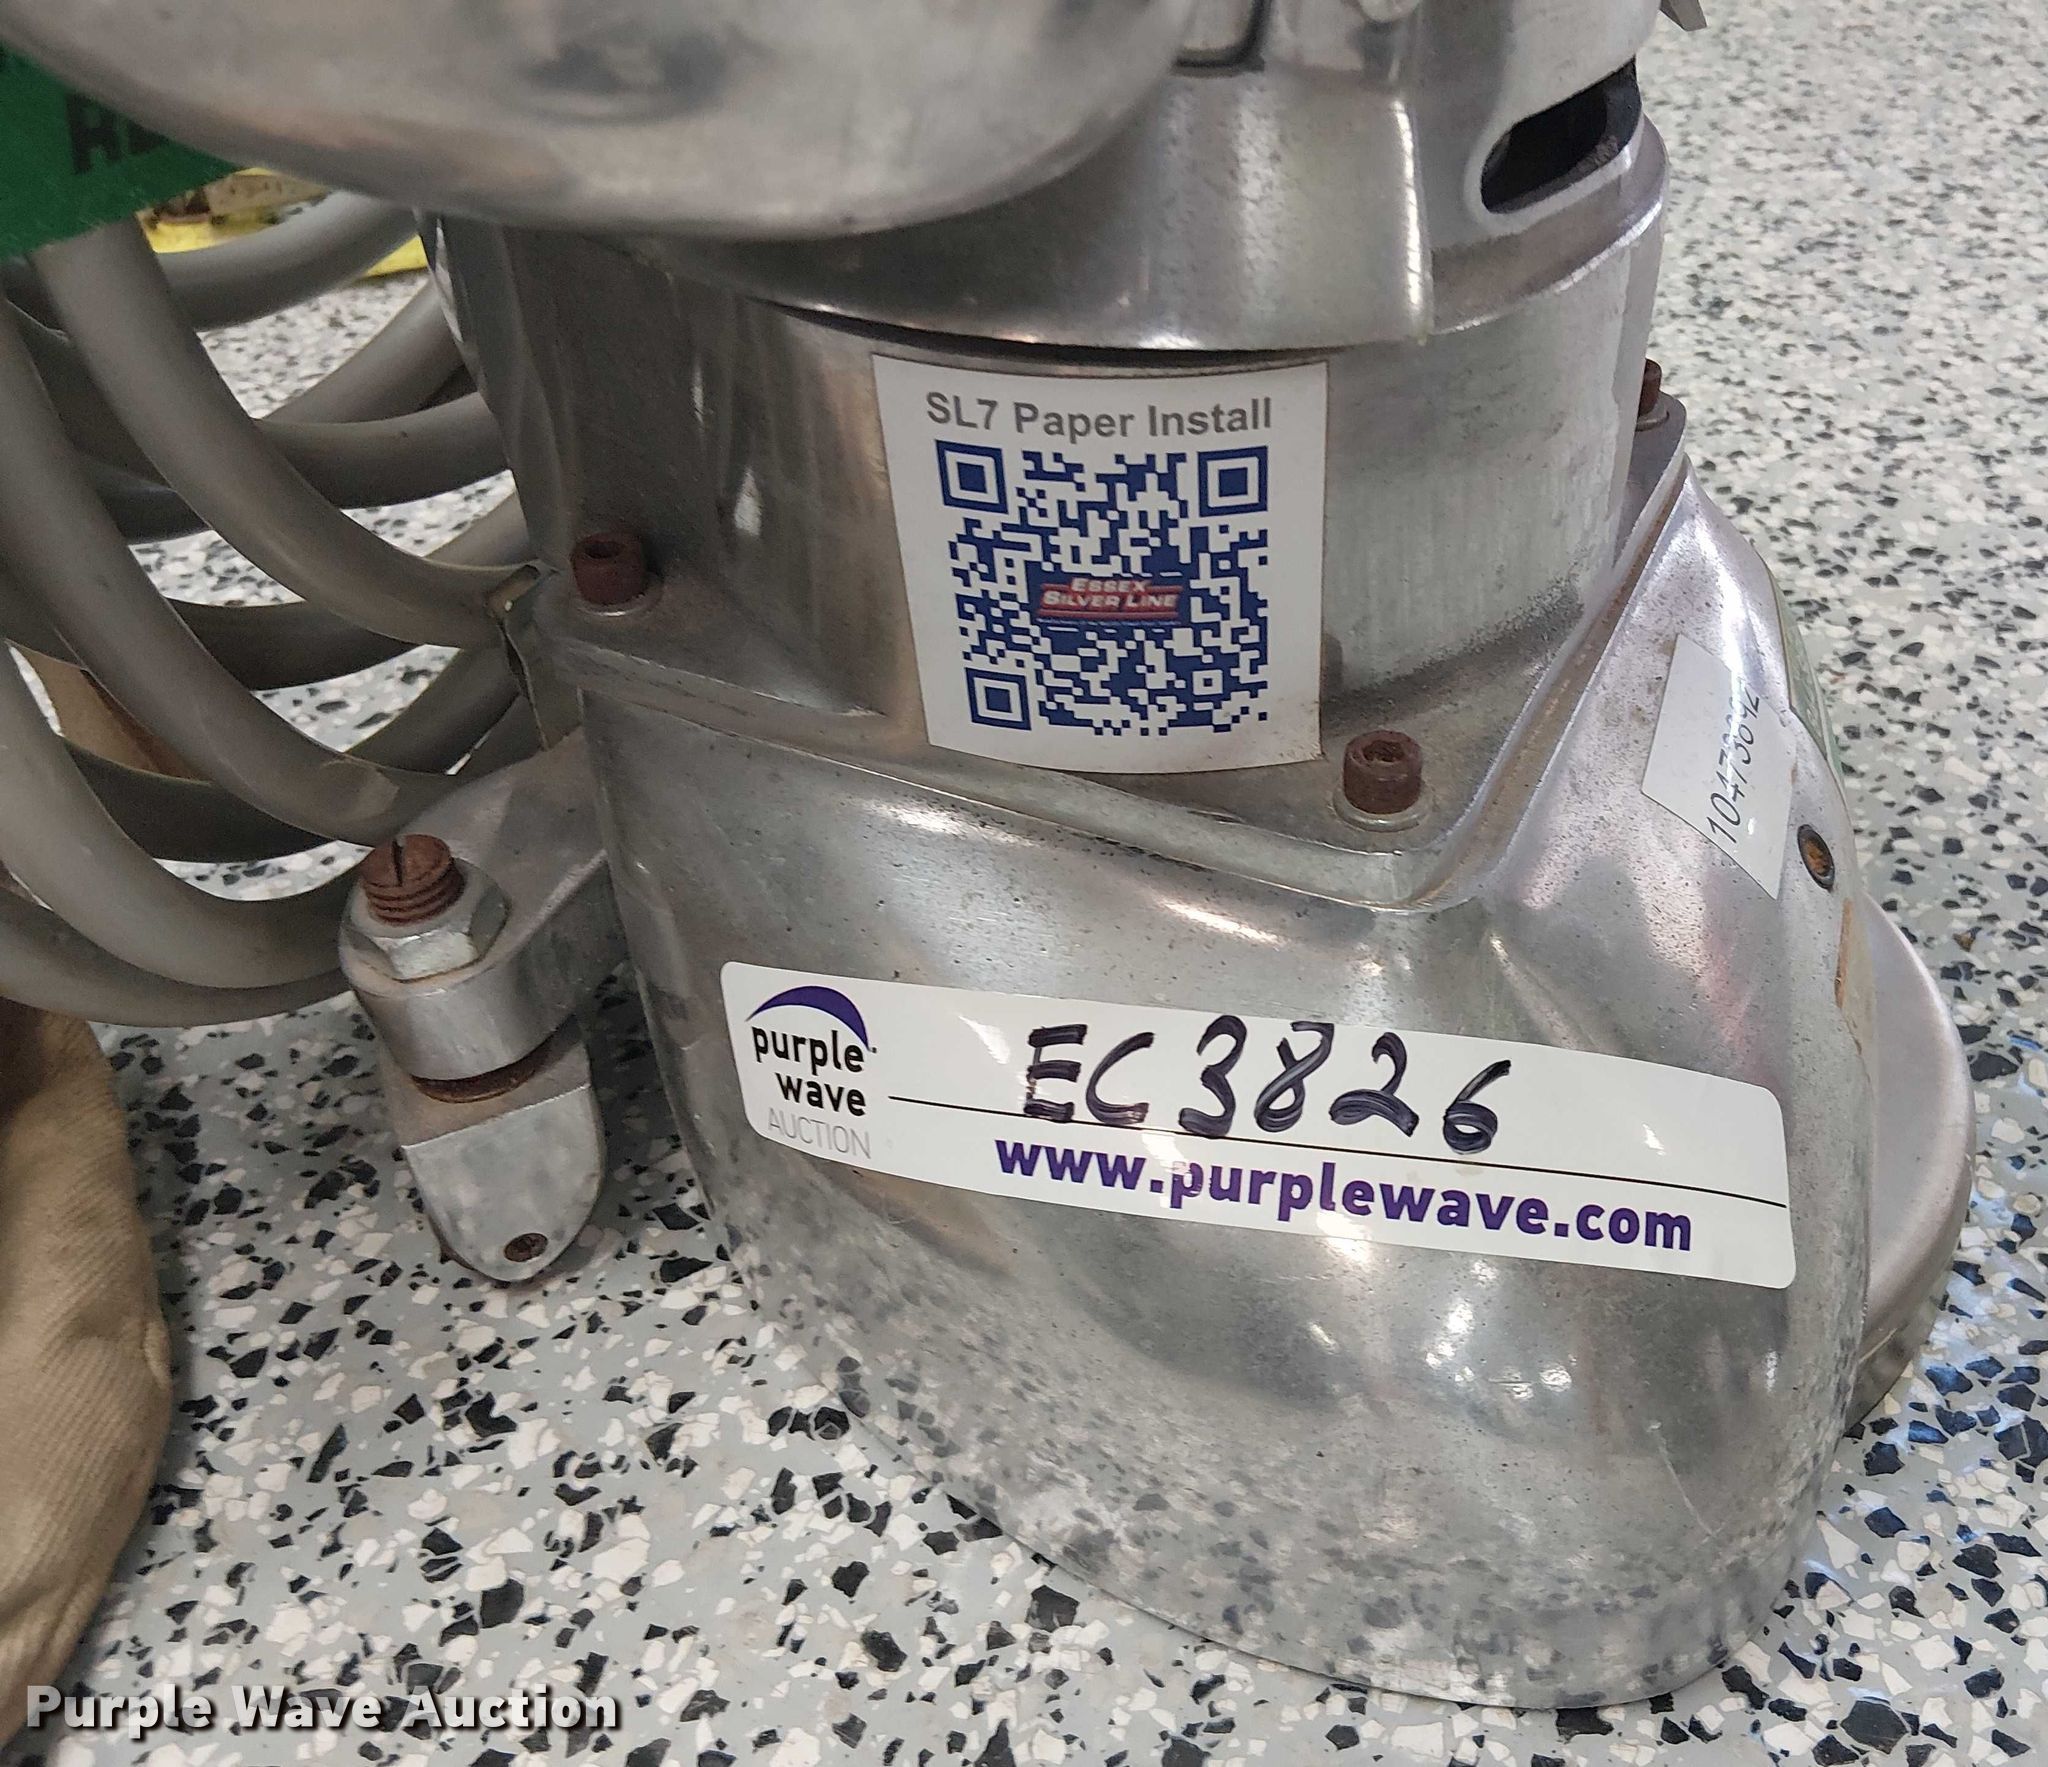 SL7 Paper Install
ESSEX
SILVER LINE
purple
wave
AUCTION
EC3826
www.purplewave.com
Purple Wave Auction